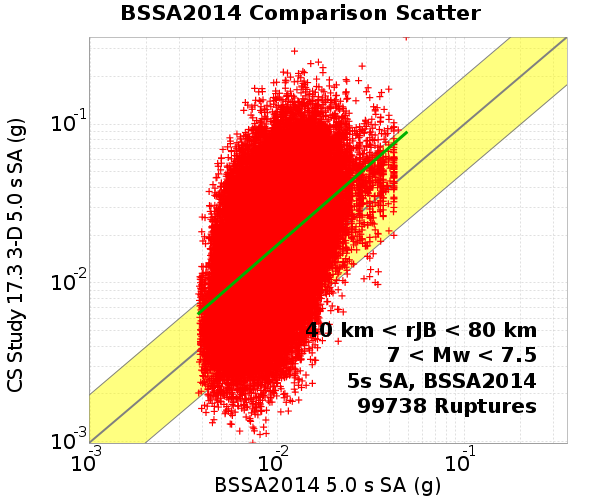 BSSA2014 Comparison Scatter
CS Study 17.3 3-D 5.0 s SA (g)
10-1
10-2
10-3
40 km < rJB < 80 km
7 < Mw < 7.5
5s SA, BSSA2014
99738 Ruptures
10-3 10-2 10-1
BSSA2014 5.0 s SA (g)